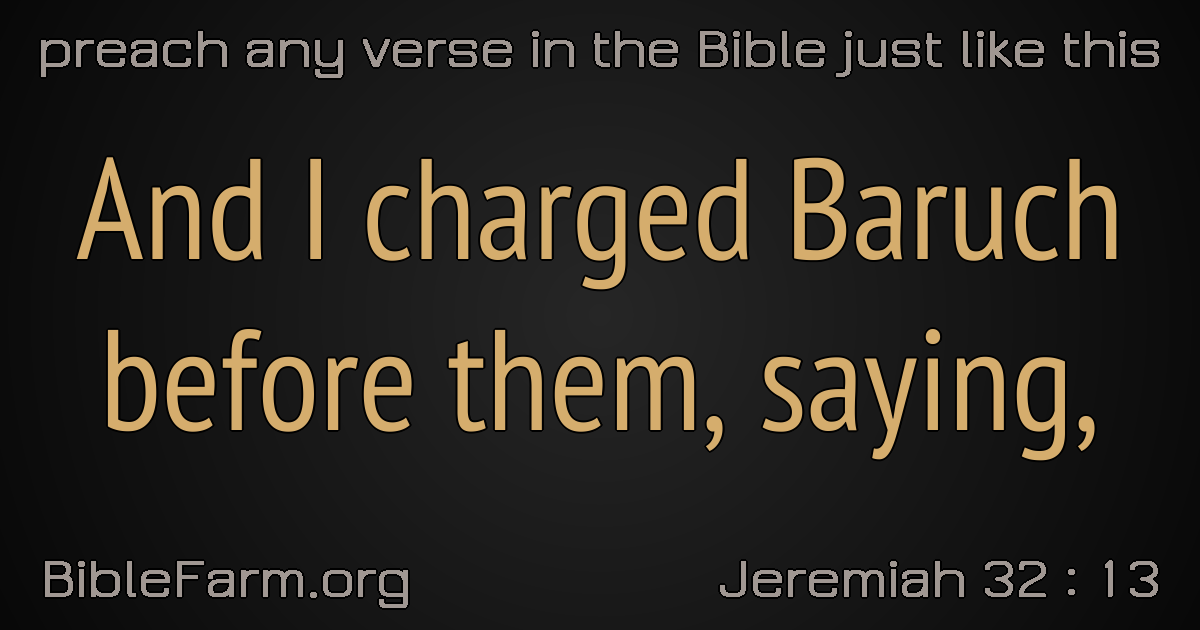 preach any verse in the Bible just like this
And I charged Baruch
before them, saying,
BibleFarm.org
Jeremiah 32 : 13